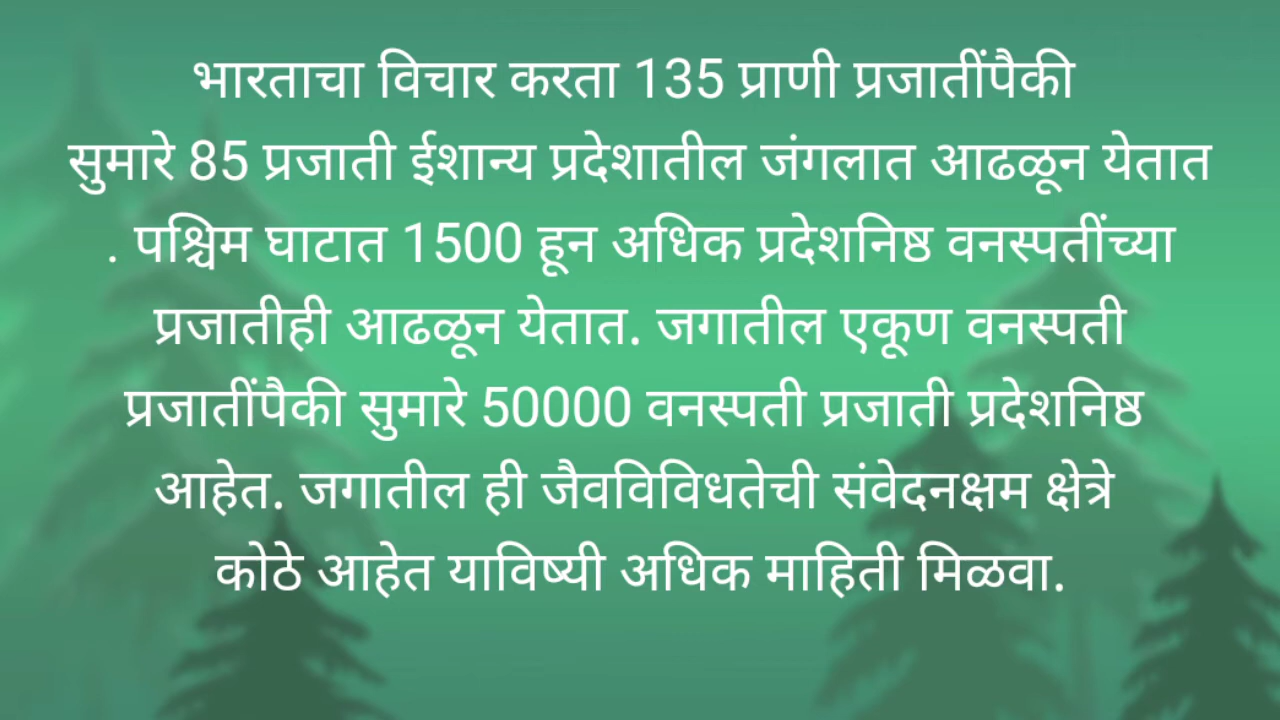 भारताचा विचार करता 135 प्राणी प्रजातींपैकी
सुमारे 85 प्रजाती ईशान्य प्रदेशातील जंगलात आढळून येतात
. पश्चिम घाटात 1500 हून अधिक प्रदेशनिष्ठ वनस्पतींच्या
प्रजातीही आढळून येतात. जगातील एकूण वनस्पती
प्रजातींपैकी सुमारे 50000 वनस्पती प्रजाती प्रदेशनिष्ठ
आहेत. जगातील ही जैवविविधतेची संवेदनक्षम क्षेत्रे
कोठे आहेत याविष्यी अधिक माहिती मिळवा.